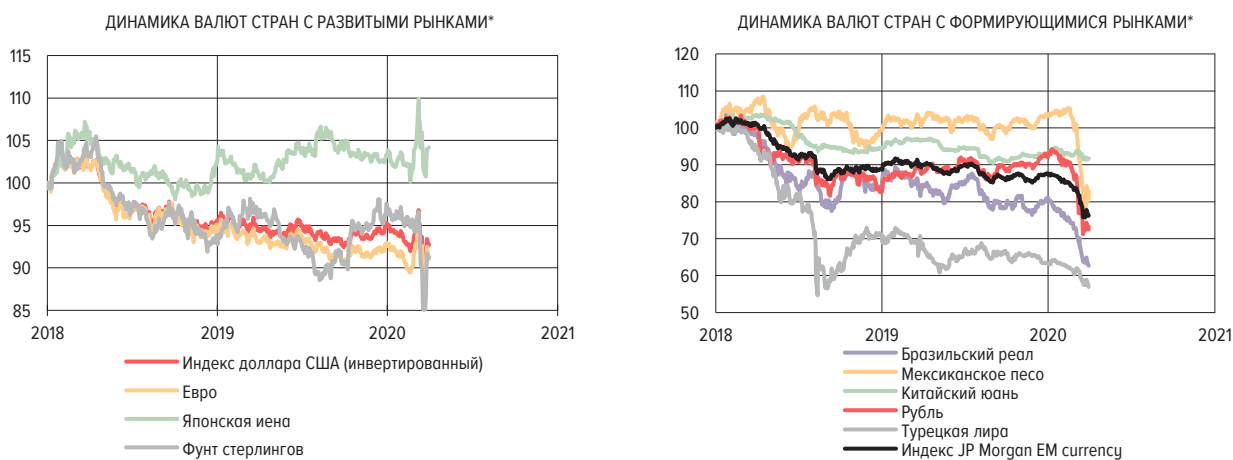 ДИНАМИКА ВАЛЮТ СТРАН С РАЗВИТЫМИ РЫНКАМИ*
115
110
105
100
95
90
85
2018
2019
2020
2021
Индекс доллара США (инвертированный)
Евро
Японская иена
Фунт стерлингов
ДИНАМИКА ВАЛЮТ СТРАН С ФОРМИРУЮЩИМИСЯ РЫНКАМИ*
120
110
100
90
80
70
60
50
2018
2019
2020
2021
Бразильский реал
Мексиканское песо
Китайский юань
Рубль
Турецкая лира
Индекс JP Morgan EM currency